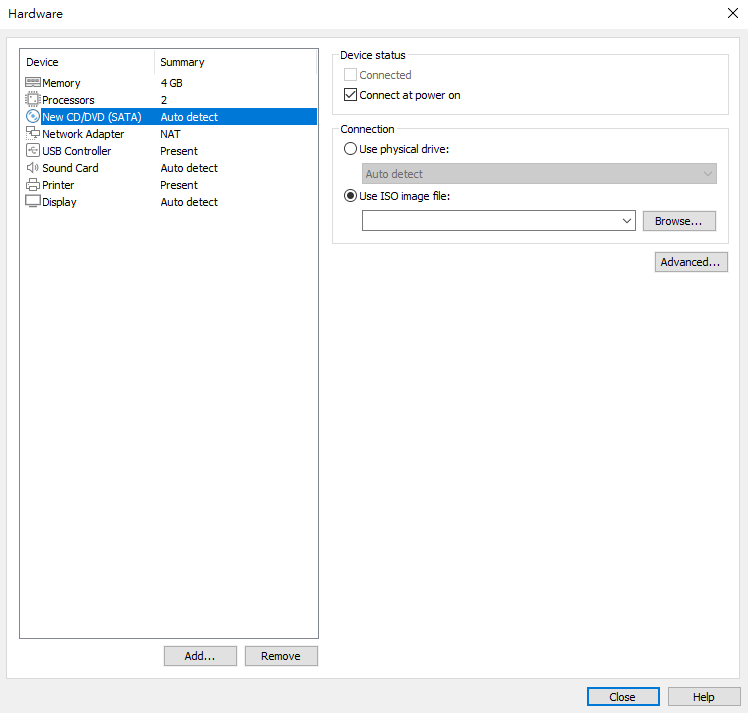 Hardware
Device Summary
Memory 4 GB
Processors 2
New CD/DVD (SATA) Auto detect
Network Adapter NAT
USB Controller Present
Sound Card Auto detect
Printer Present
Display Auto detect
Add...
Remove
Device status
Connected
Connect at power on
Connection
Use physical drive:
Auto detect
Use ISO image file:
Browse...
Advanced...
Close
Help